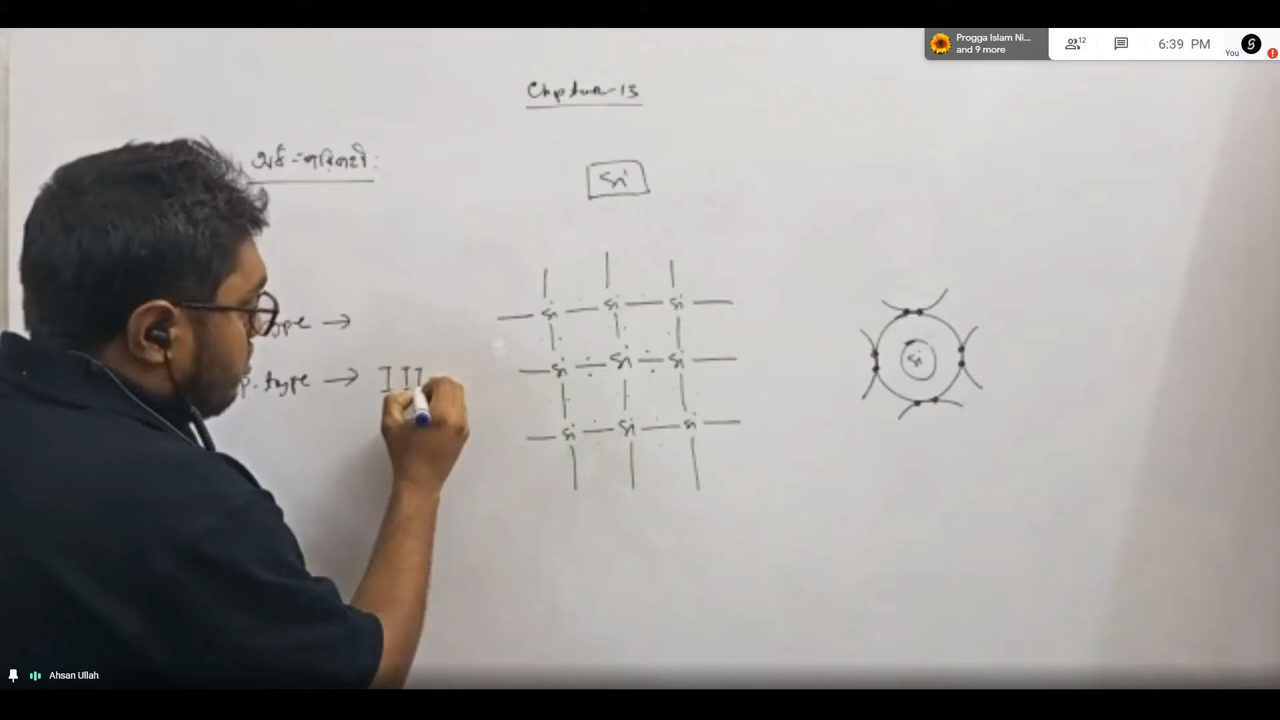 Progga Islam Ni...
and 9 more
12
6:39 PM
You
Chapter-13
অর্ধ-পরিবাহী:
Si
Si Si Si
ype →
Si Si Si
p. type → III
Si Si Si
Si
Ahsan Ullah